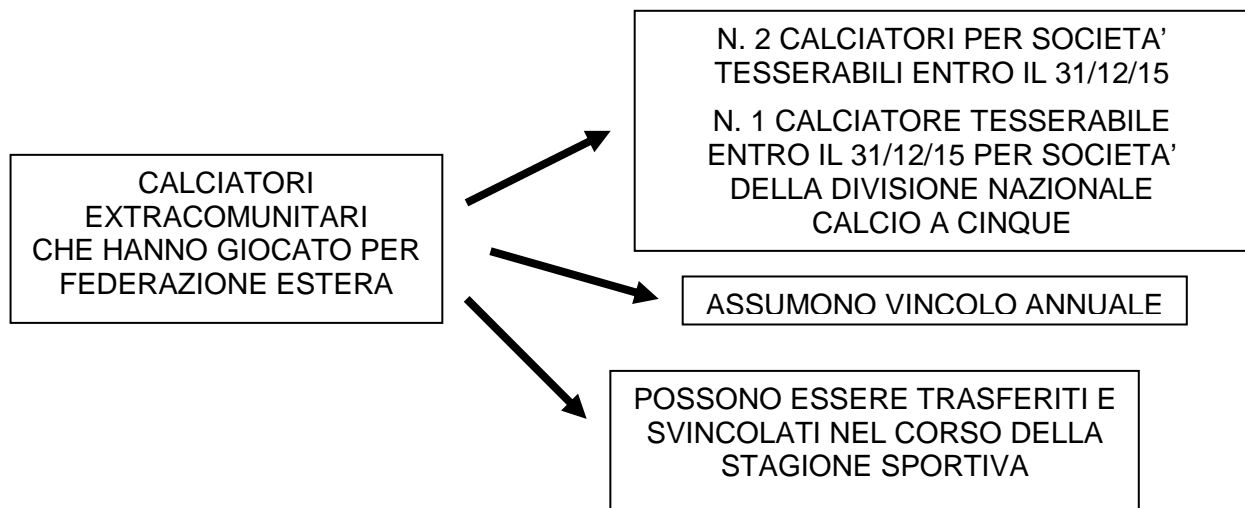 CALCIATORI
EXTRACOMUNITARI
CHE HANNO GIOCATO PER
FEDERAZIONE ESTERA
N. 2 CALCIATORI PER SOCIETA’
TESSERABILI ENTRO IL 31/12/15
N. 1 CALCIATORE TESSERABILE
ENTRO IL 31/12/15 PER SOCIETA’
DELLA DIVISIONE NAZIONALE
CALCIO A CINQUE
ASSUMONO VINCOLO ANNUALE
POSSONO ESSERE TRASFERITI E
SVINCOLATI NEL CORSO DELLA
STAGIONE SPORTIVA